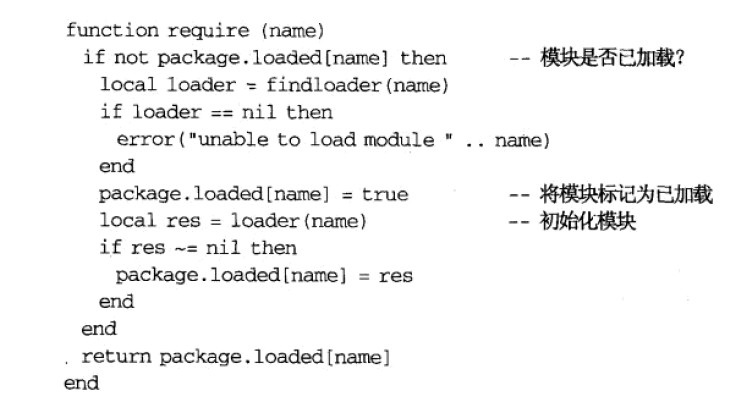 function require (name)
  if not package.loaded[name] then        -- 模块是否已加载?
    local loader = findloader(name)
    if loader == nil then
      error("unable to load module " .. name)
    end
    package.loaded[name] = true           -- 将模块标记为已加载
    local res = loader(name)              -- 初始化模块
    if res ~= nil then
      package.loaded[name] = res
    end
  end
  return package.loaded[name]
end